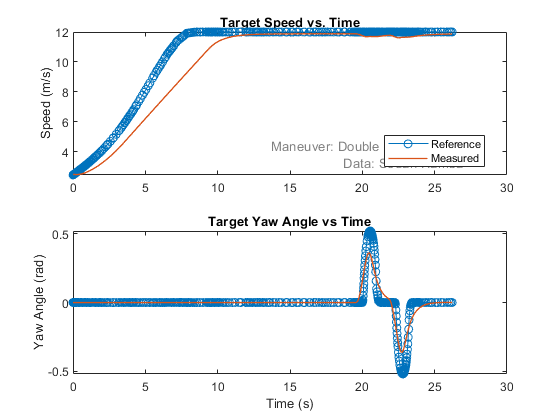 Target Speed vs. Time
12
10
8
6
4
Speed (m/s)
Maneuver: Double
Data:
Reference
Measured
0 5 10 15 20 25 30
Target Yaw Angle vs Time
0.5
0
-0.5
Yaw Angle (rad)
0 5 10 15 20 25 30
Time (s)